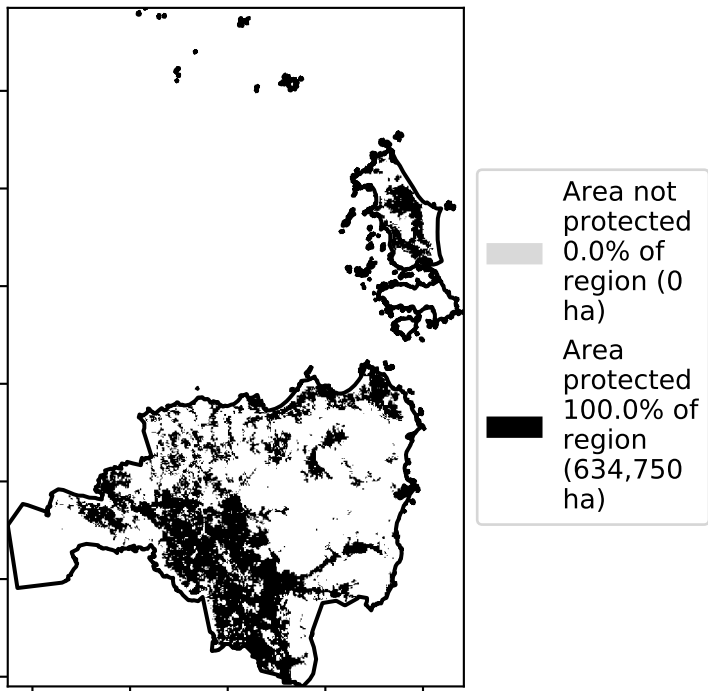 Area not
protected
0.0% of
region (0
ha)
Area
protected
100.0% of
region
(634,750
ha)